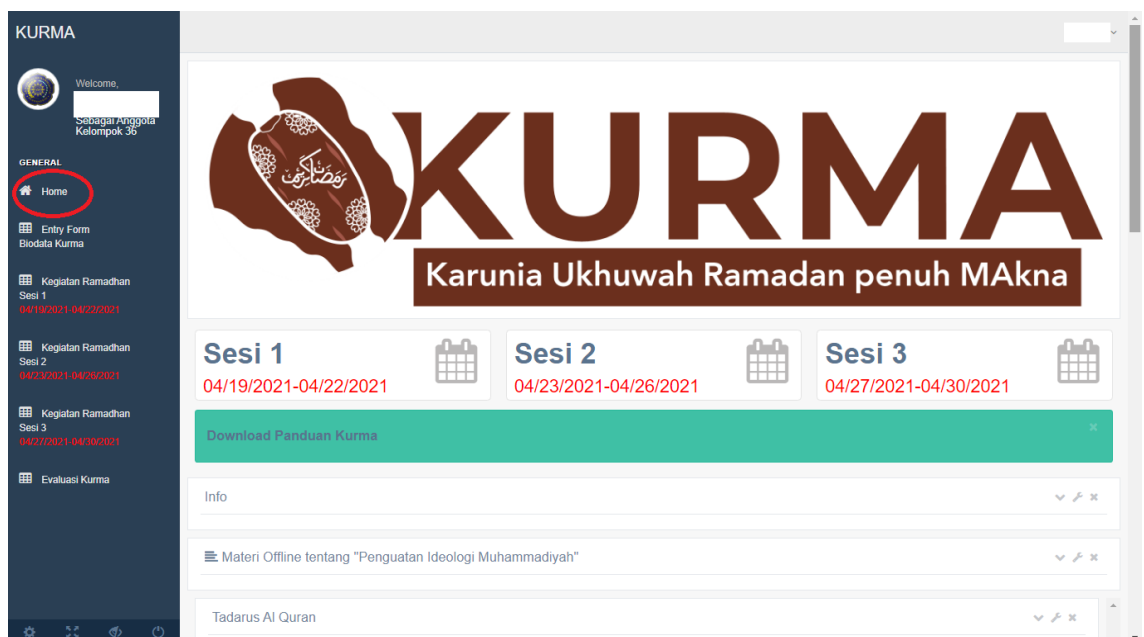 KURMA
Welcome,
Sebagai Anggota
Kelompok 36
GENERAL
Home
Entry Form
Biodata Kurma
Kegiatan Ramadhan
Sesi 1
04/19/2021-04/22/2021
Kegiatan Ramadhan
Sesi 2
04/23/2021-04/26/2021
Kegiatan Ramadhan
Sesi 3
04/27/2021-04/30/2021
Evaluasi Kurma
رمضان كريم
KURMA
Karunia Ukhuwah Ramadan penuh MAkna
Sesi 1
04/19/2021-04/22/2021
Sesi 2
04/23/2021-04/26/2021
Sesi 3
04/27/2021-04/30/2021
Download Panduan Kurma
Info
Materi Offline tentang "Penguatan Ideologi Muhammadiyah"
Tadarus Al Quran